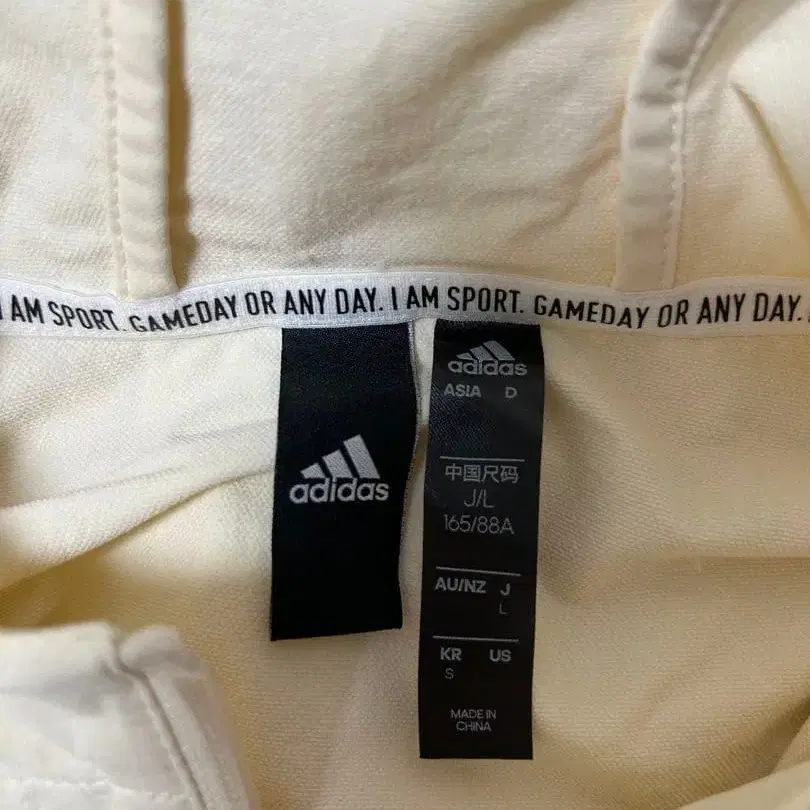 I AM SPORT. GAMEDAY OR ANY DAY. I AM SPORT. GAMEDAY OR ANY DAY.
adidas
adidas
ASIA D
中国尺码
J/L
165/88A
AU/NZ J
L
KR US
S
MADE IN
CHINA